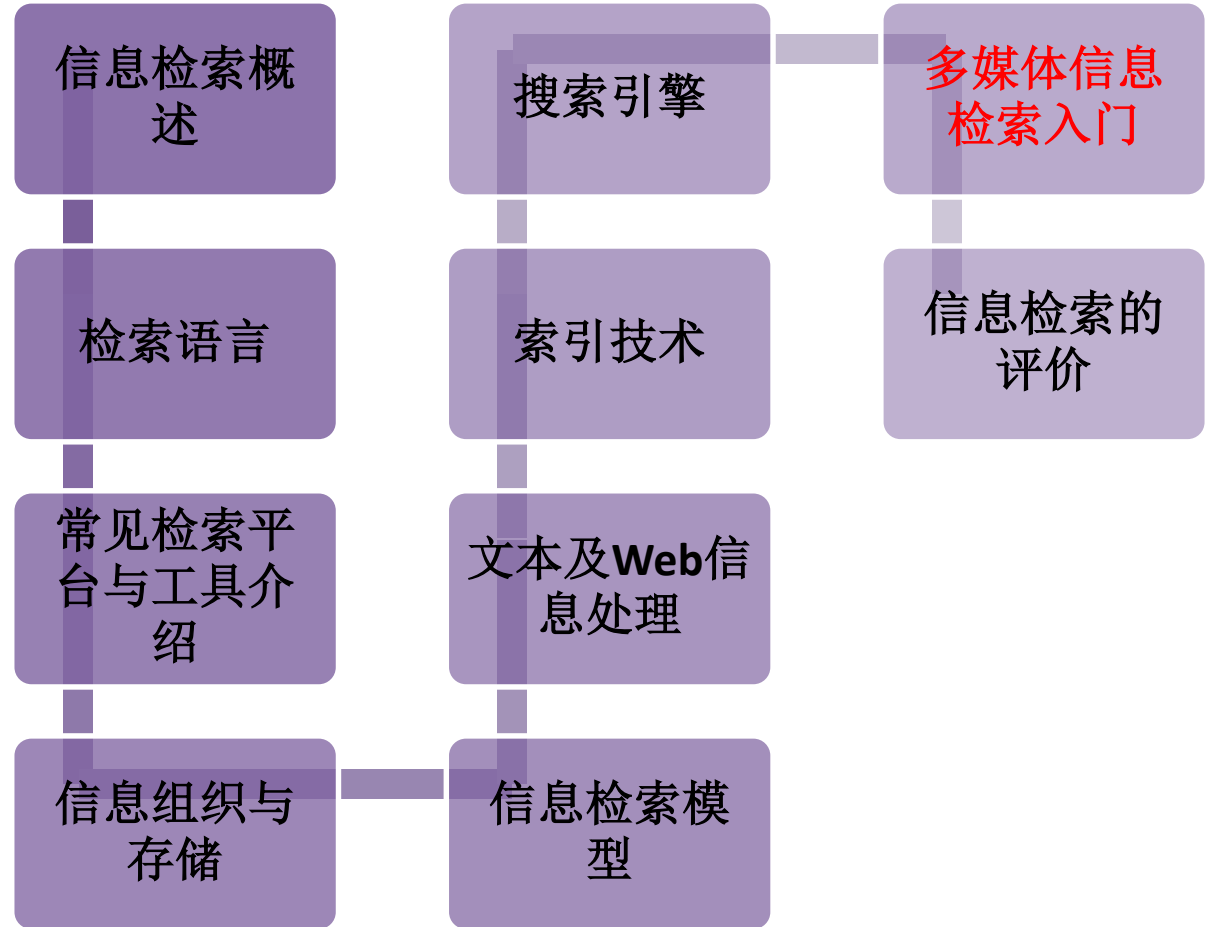 信息检索概
述
检索语言
常见检索平
台与工具介
绍
信息组织与
存储
信息检索模
型
文本及Web信
息处理
索引技术
搜索引擎
多媒体信息
检索入门
信息检索的
评价